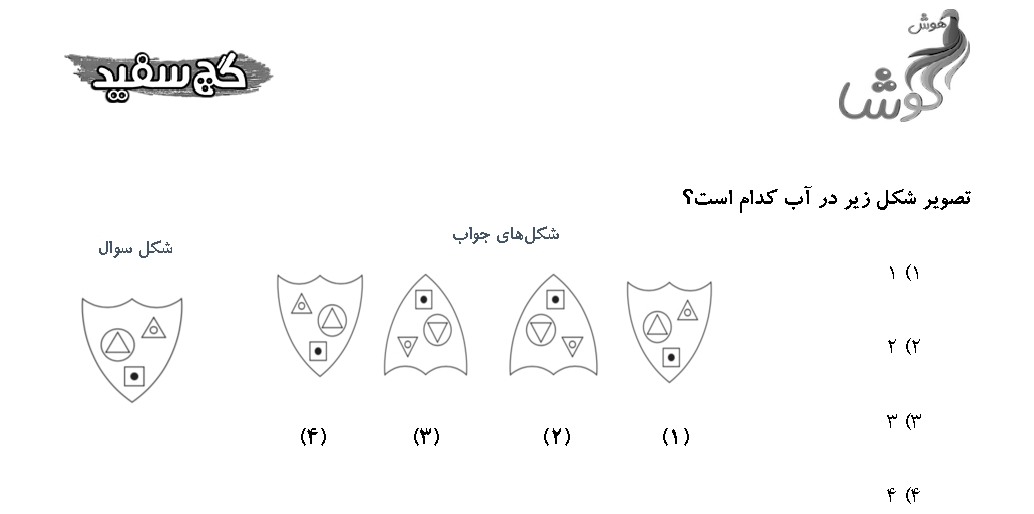 هوش
کوشا
گچ سفید
تصویر شکل زیر در آب کدام است؟
شکل‌های جواب
شکل سوال
(۱) (۲) (۳) (۴)
۱) ۱
۲) ۲
۳) ۳
۴) ۴